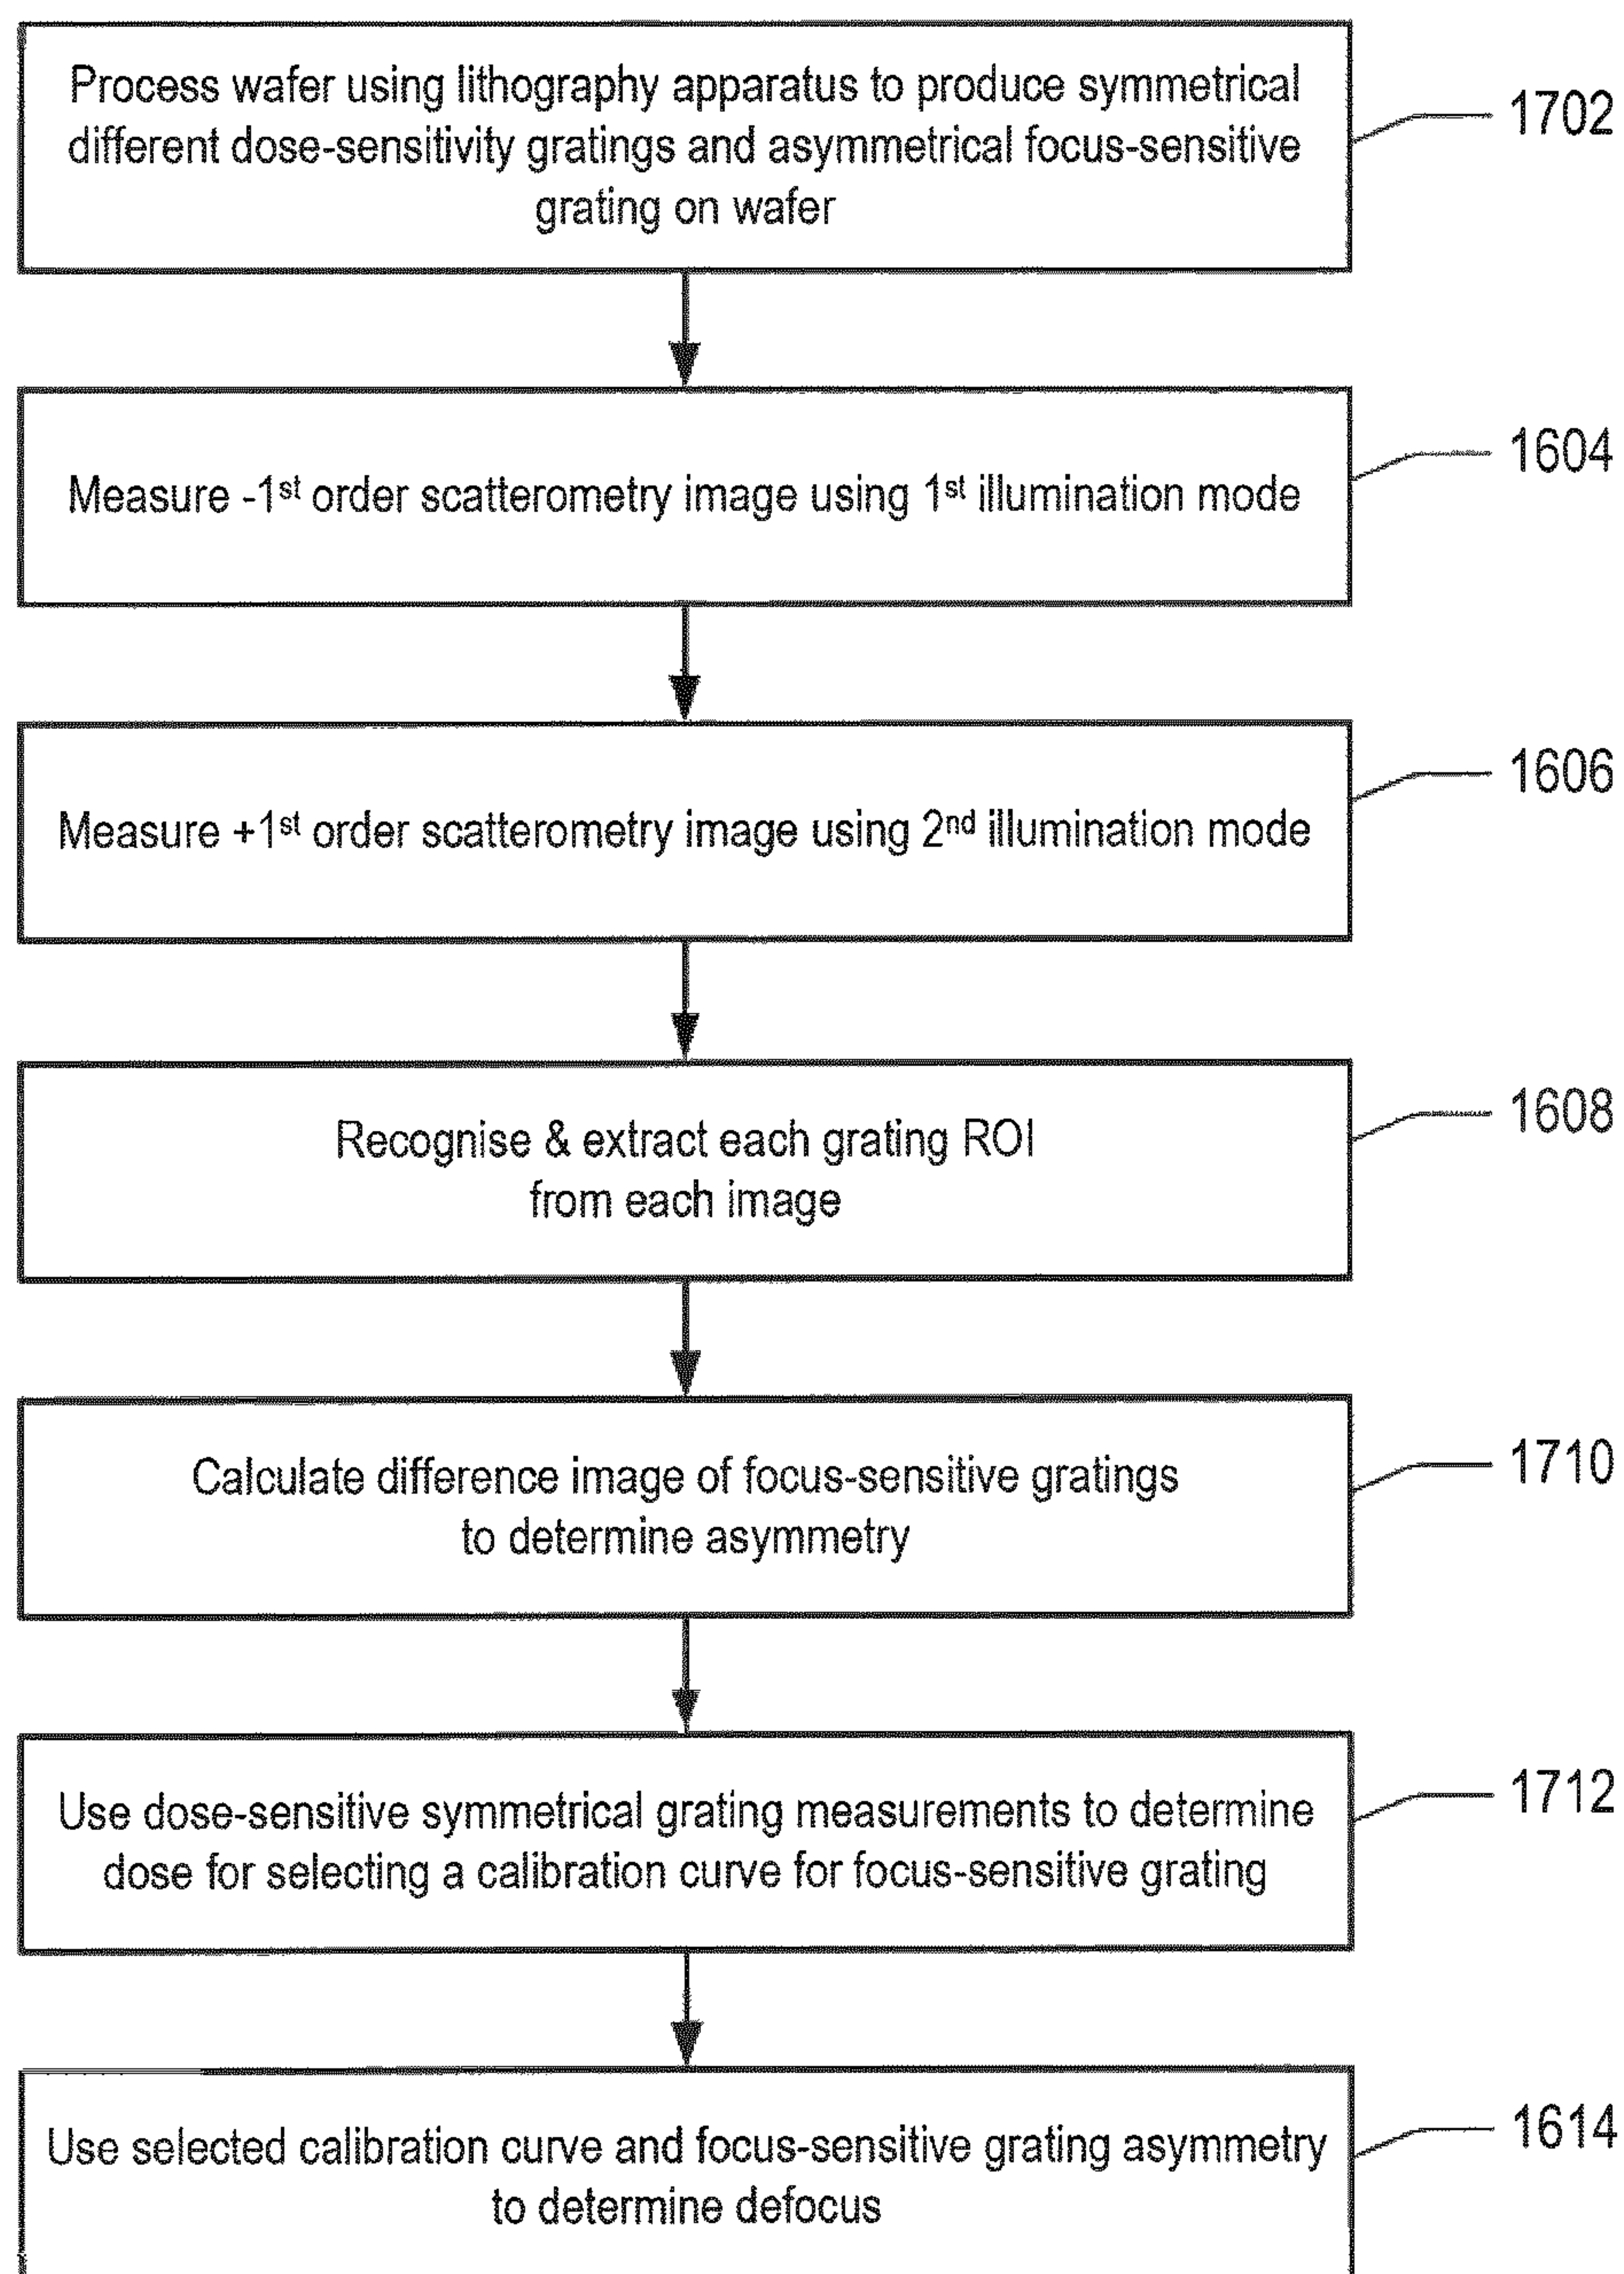 Process wafer using lithography apparatus to produce symmetrical
different dose-sensitivity gratings and asymmetrical focus-sensitive
grating on wafer
1702
Measure -1st order scatterometry image using 1st illumination mode
1604
Measure +1st order scatterometry image using 2nd illumination mode
1606
Recognise & extract each grating ROI
from each image
1608
Calculate difference image of focus-sensitive gratings
to determine asymmetry
1710
Use dose-sensitive symmetrical grating measurements to determine
dose for selecting a calibration curve for focus-sensitive grating
1712
Use selected calibration curve and focus-sensitive grating asymmetry
to determine defocus
1614